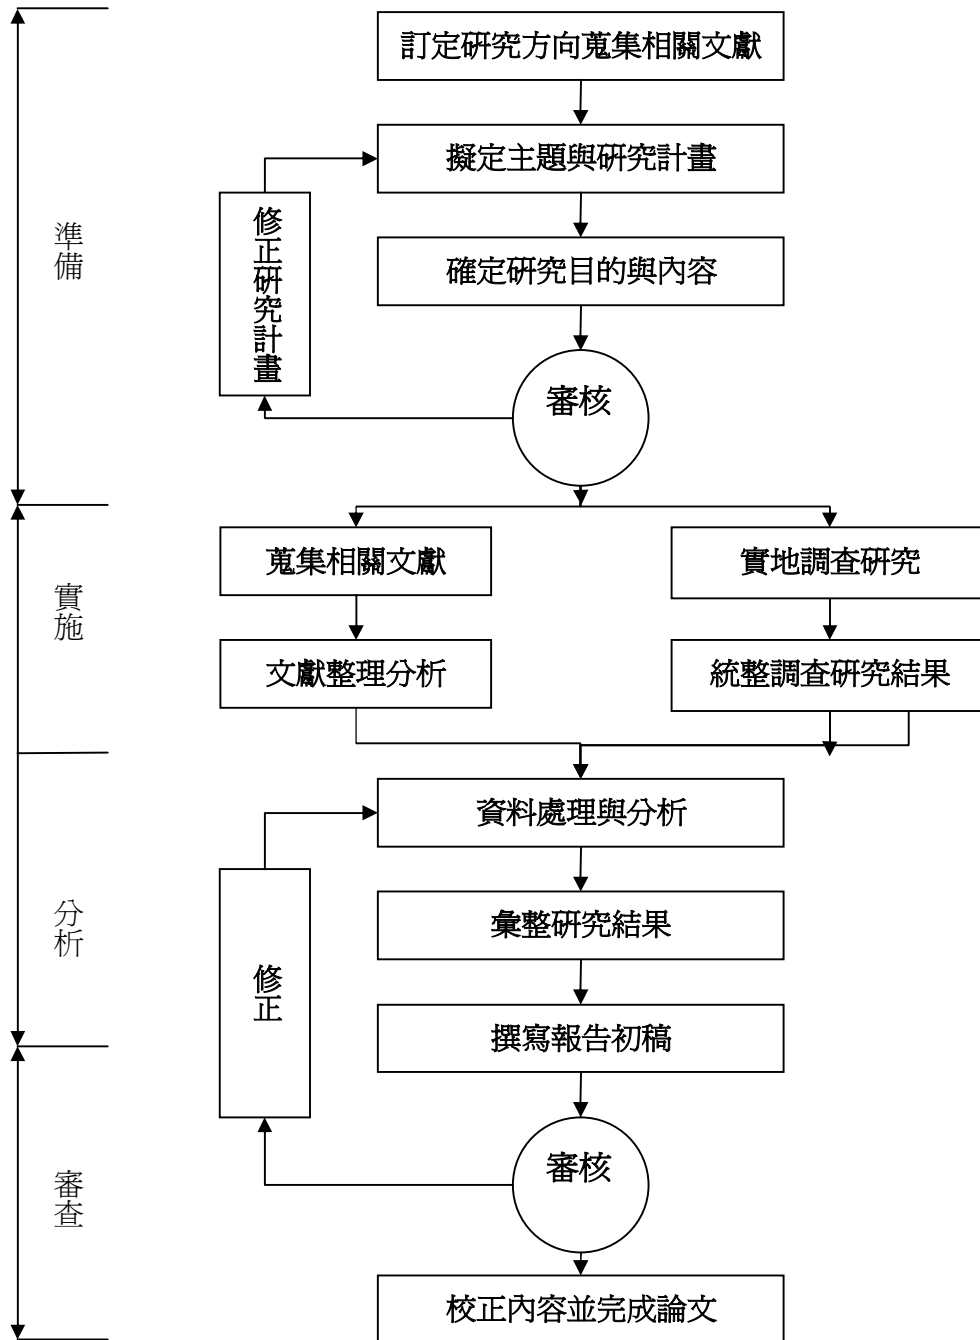 訂定研究方向蒐集相關文獻
擬定主題與研究計畫
修正研究計畫
準備
確定研究目的與內容
審核
蒐集相關文獻
實地調查研究
實施
文獻整理分析
統整調查研究結果
資料處理與分析
彙整研究結果
分析
修正
撰寫報告初稿
審核
審查
校正內容並完成論文